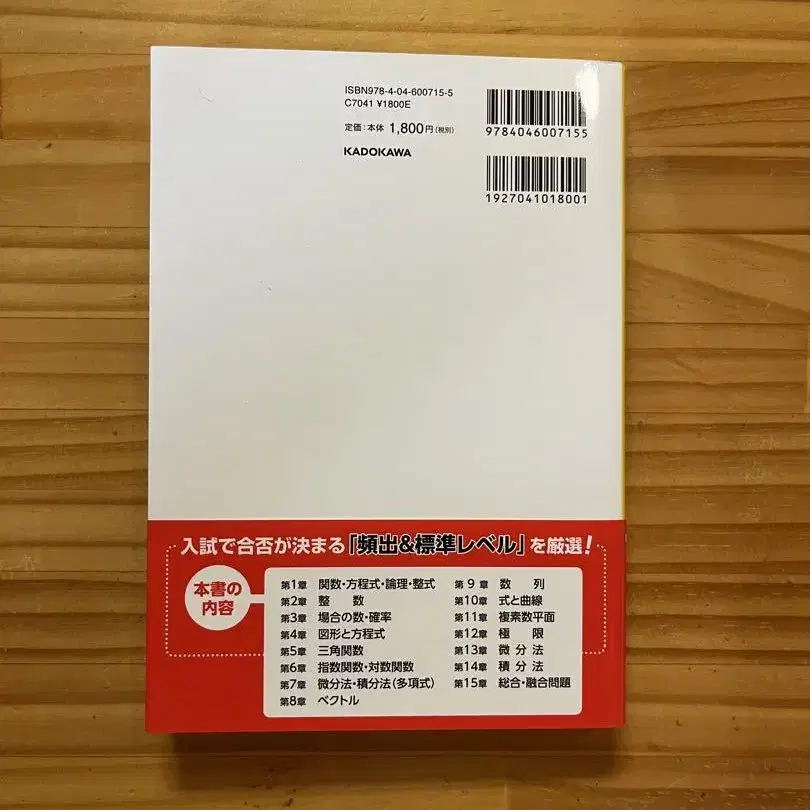 ISBN978-4-04-600715-5
C7041 ¥1800E
定価：本体 1,800円（税別）
KADOKAWA
9784046007155
1927041018001
入試で合否が決まる「頻出&標準レベル」を厳選！
本書の
内容
第1章 関数・方程式・論理・整式
第2章 整 数
第3章 場合の数・確率
第4章 図形と方程式
第5章 三角関数
第6章 指数関数・対数関数
第7章 微分法・積分法（多項式）
第8章 ベクトル
第9章 数 列
第10章 式と曲線
第11章 複素数平面
第12章 極 限
第13章 微 分 法
第14章 積 分 法
第15章 総合・融合問題